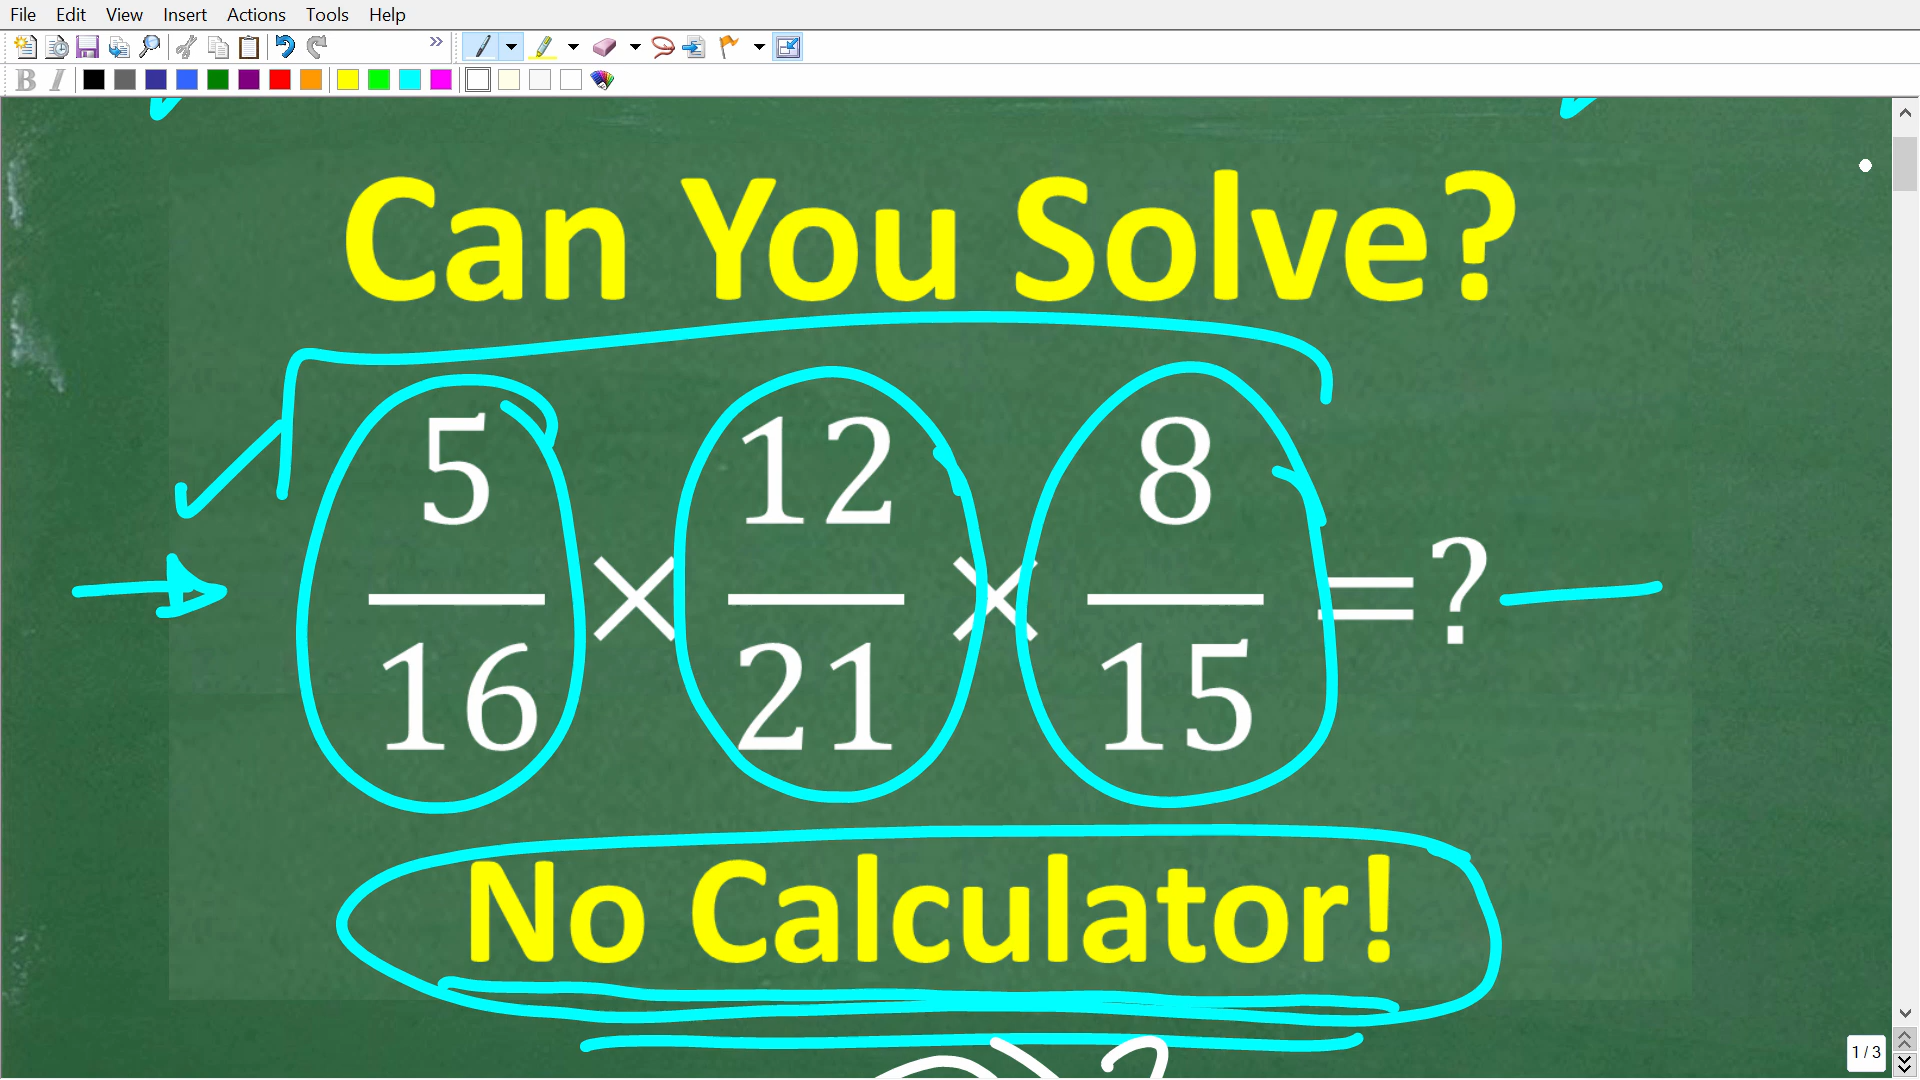 File Edit View Insert Actions Tools Help
B I
Can You Solve?
5/16 × 12/21 × 8/15 = ?
No Calculator!
1 / 3